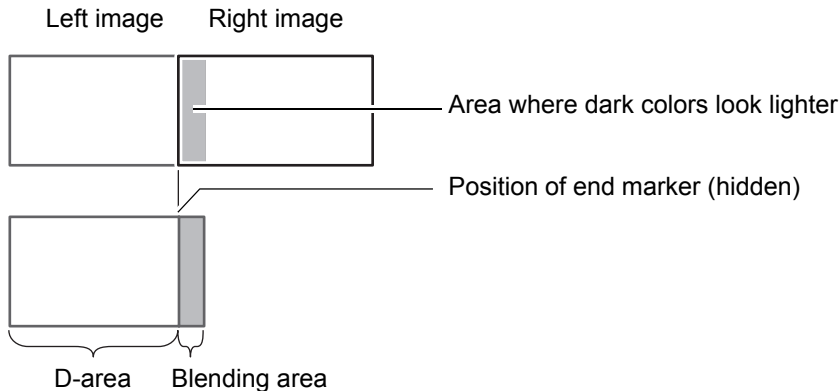 Left image
Right image
Area where dark colors look lighter
Position of end marker (hidden)
D-area
Blending area